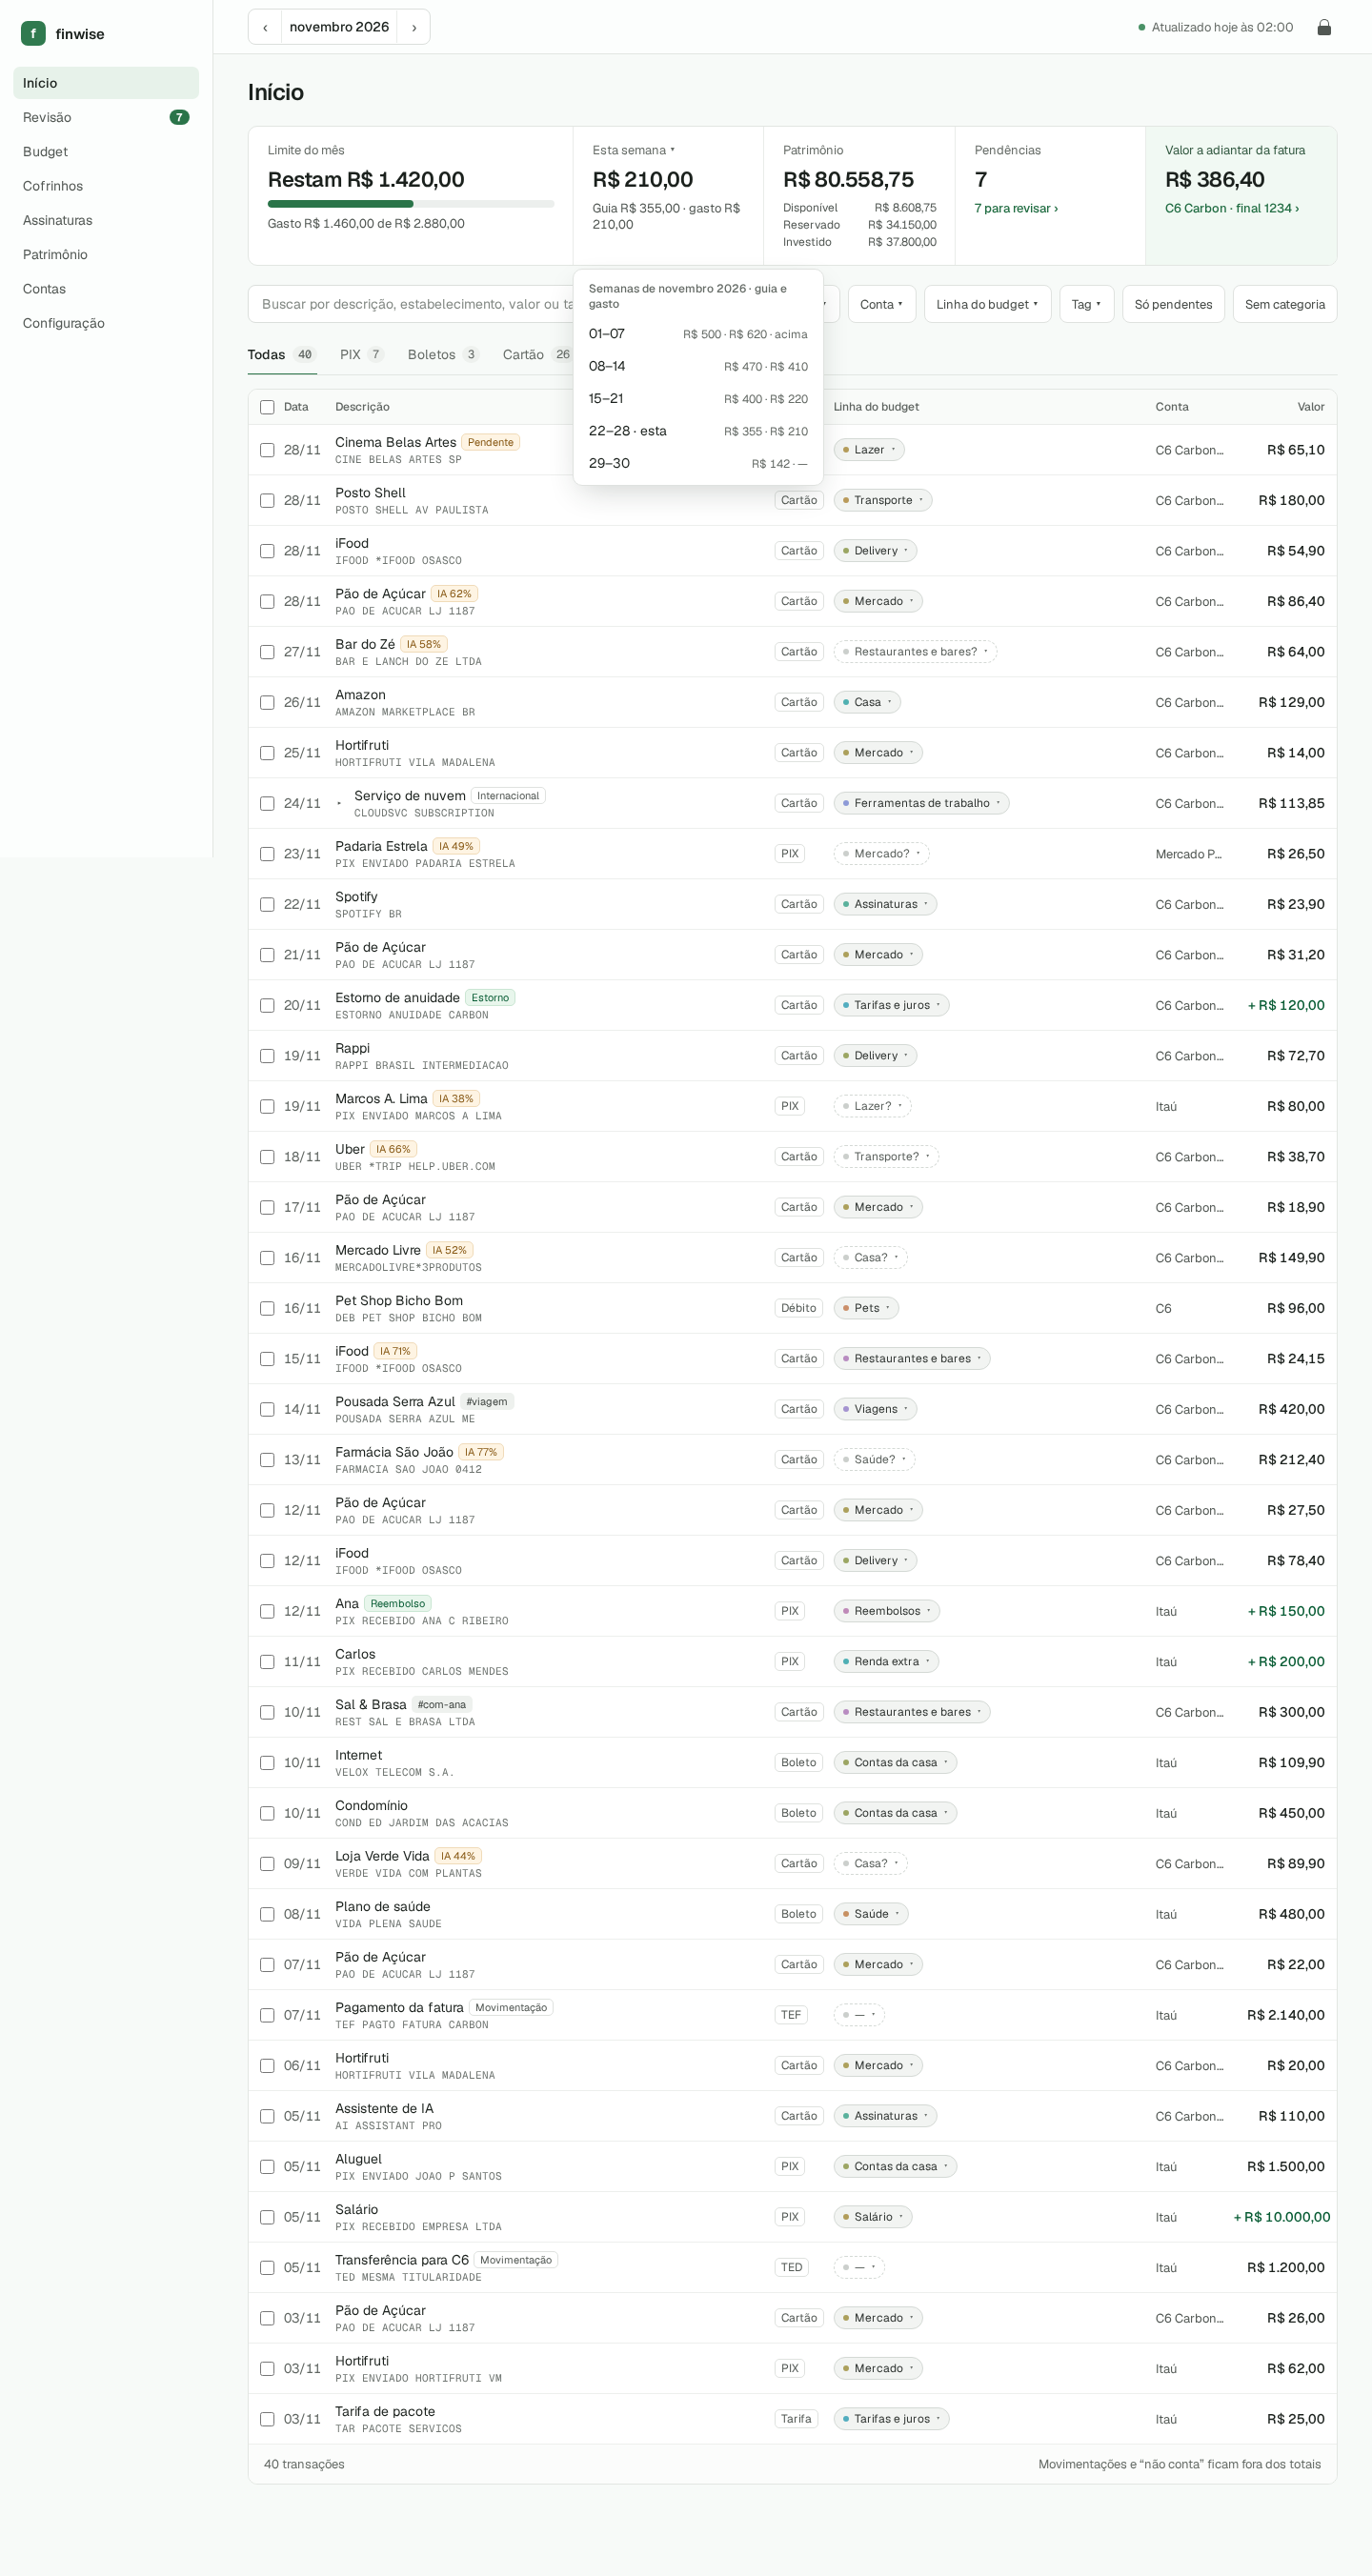 f finwise
Início
Revisão 7
Budget
Cofrinhos
Assinaturas
Patrimônio
Contas
Configuração
‹ novembro 2026 ›
Atualizado hoje às 02:00
Início
Limite do mês
Restam R$ 1.420,00
Gasto R$ 1.460,00 de R$ 2.880,00
Esta semana
R$ 210,00
Guia R$ 355,00 · gasto R$
210,00
Patrimônio
R$ 80.558,75
Disponível R$ 8.608,75
Reservado R$ 34.150,00
Investido R$ 37.800,00
Pendências
7
7 para revisar ›
Valor a adiantar da fatura
R$ 386,40
C6 Carbon · final 1234 ›
Buscar por descrição, estabelecimento, valor ou
Conta
Linha do budget
Tag
Só pendentes
Sem categoria
Semanas de novembro 2026 · guia e
gasto
01–07 R$ 500 · R$ 620 · acima
08–14 R$ 470 · R$ 410
15–21 R$ 400 · R$ 220
22–28 · esta R$ 355 · R$ 210
29–30 R$ 142 · —
Todas 40 PIX 7 Boletos 3 Cartão 26
Data Descrição Linha do budget Conta Valor
28/11 Cinema Belas Artes Pendente Lazer C6 Carbon… R$ 65,10
CINE BELAS ARTES SP
28/11 Posto Shell Cartão Transporte C6 Carbon… R$ 180,00
POSTO SHELL AV PAULISTA
28/11 iFood Cartão Delivery C6 Carbon… R$ 54,90
IFOOD *IFOOD OSASCO
28/11 Pão de Açúcar IA 62% Cartão Mercado C6 Carbon… R$ 86,40
PAO DE ACUCAR LJ 1187
27/11 Bar do Zé IA 58% Cartão Restaurantes e bares? C6 Carbon… R$ 64,00
BAR E LANCH DO ZE LTDA
26/11 Amazon Cartão Casa C6 Carbon… R$ 129,00
AMAZON MARKETPLACE BR
25/11 Hortifruti Cartão Mercado C6 Carbon… R$ 14,00
HORTIFRUTI VILA MADALENA
24/11 Serviço de nuvem Internacional Cartão Ferramentas de trabalho C6 Carbon… R$ 113,85
CLOUDSVC SUBSCRIPTION
23/11 Padaria Estrela IA 49% PIX Mercado? Mercado P… R$ 26,50
PIX ENVIADO PADARIA ESTRELA
22/11 Spotify Cartão Assinaturas C6 Carbon… R$ 23,90
SPOTIFY BR
21/11 Pão de Açúcar Cartão Mercado C6 Carbon… R$ 31,20
PAO DE ACUCAR LJ 1187
20/11 Estorno de anuidade Estorno Cartão Tarifas e juros C6 Carbon… + R$ 120,00
ESTORNO ANUIDADE CARBON
19/11 Rappi Cartão Delivery C6 Carbon… R$ 72,70
RAPPI BRASIL INTERMEDIACAO
19/11 Marcos A. Lima IA 38% PIX Lazer? Itaú R$ 80,00
PIX ENVIADO MARCOS A LIMA
18/11 Uber IA 66% Cartão Transporte? C6 Carbon… R$ 38,70
UBER *TRIP HELP.UBER.COM
17/11 Pão de Açúcar Cartão Mercado C6 Carbon… R$ 18,90
PAO DE ACUCAR LJ 1187
16/11 Mercado Livre IA 52% Cartão Casa? C6 Carbon… R$ 149,90
MERCADOLIVRE*3PRODUTOS
16/11 Pet Shop Bicho Bom Débito Pets C6 R$ 96,00
DEB PET SHOP BICHO BOM
15/11 iFood IA 71% Cartão Restaurantes e bares C6 Carbon… R$ 24,15
IFOOD *IFOOD OSASCO
14/11 Pousada Serra Azul #viagem Cartão Viagens C6 Carbon… R$ 420,00
POUSADA SERRA AZUL ME
13/11 Farmácia São João IA 77% Cartão Saúde? C6 Carbon… R$ 212,40
FARMACIA SAO JOAO 0412
12/11 Pão de Açúcar Cartão Mercado C6 Carbon… R$ 27,50
PAO DE ACUCAR LJ 1187
12/11 iFood Cartão Delivery C6 Carbon… R$ 78,40
IFOOD *IFOOD OSASCO
12/11 Ana Reembolso PIX Reembolsos Itaú + R$ 150,00
PIX RECEBIDO ANA C RIBEIRO
11/11 Carlos PIX Renda extra Itaú + R$ 200,00
PIX RECEBIDO CARLOS MENDES
10/11 Sal & Brasa #com-ana Cartão Restaurantes e bares C6 Carbon… R$ 300,00
REST SAL E BRASA LTDA
10/11 Internet Boleto Contas da casa Itaú R$ 109,90
VELOX TELECOM S.A.
10/11 Condomínio Boleto Contas da casa Itaú R$ 450,00
COND ED JARDIM DAS ACACIAS
09/11 Loja Verde Vida IA 44% Cartão Casa? C6 Carbon… R$ 89,90
VERDE VIDA COM PLANTAS
08/11 Plano de saúde Boleto Saúde Itaú R$ 480,00
VIDA PLENA SAUDE
07/11 Pão de Açúcar Cartão Mercado C6 Carbon… R$ 22,00
PAO DE ACUCAR LJ 1187
07/11 Pagamento da fatura Movimentação TEF — Itaú R$ 2.140,00
TEF PAGTO FATURA CARBON
06/11 Hortifruti Cartão Mercado C6 Carbon… R$ 20,00
HORTIFRUTI VILA MADALENA
05/11 Assistente de IA Cartão Assinaturas C6 Carbon… R$ 110,00
AI ASSISTANT PRO
05/11 Aluguel PIX Contas da casa Itaú R$ 1.500,00
PIX ENVIADO JOAO P SANTOS
05/11 Salário PIX Salário Itaú + R$ 10.000,00
PIX RECEBIDO EMPRESA LTDA
05/11 Transferência para C6 Movimentação TED — Itaú R$ 1.200,00
TED MESMA TITULARIDADE
03/11 Pão de Açúcar Cartão Mercado C6 Carbon… R$ 26,00
PAO DE ACUCAR LJ 1187
03/11 Hortifruti PIX Mercado Itaú R$ 62,00
PIX ENVIADO HORTIFRUTI VM
03/11 Tarifa de pacote Tarifa Tarifas e juros Itaú R$ 25,00
TAR PACOTE SERVICOS
40 transações Movimentações e “não conta” ficam fora dos totais